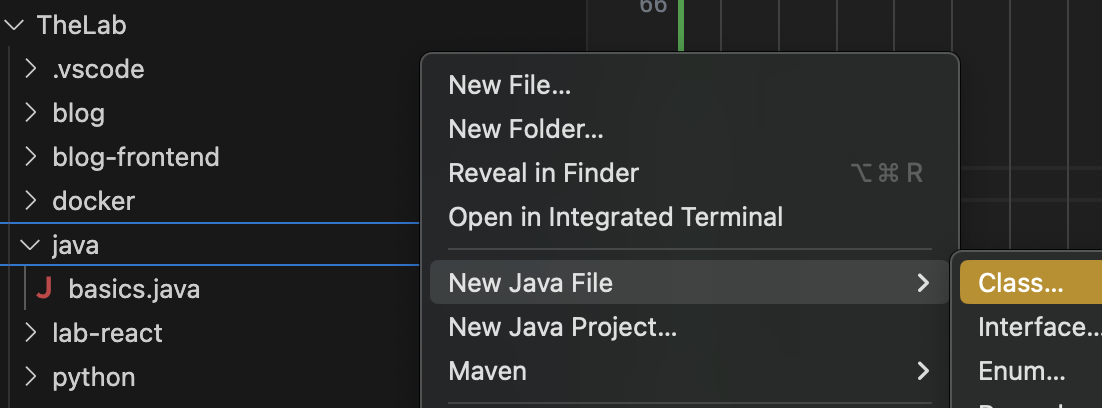 TheLab
.vscode
blog
blog-frontend
docker
java
J basics.java
lab-react
python
66
New File...
New Folder...
Reveal in Finder ⌥⌘R
Open in Integrated Terminal
New Java File
New Java Project...
Maven
Class...
Interface...
Enum...